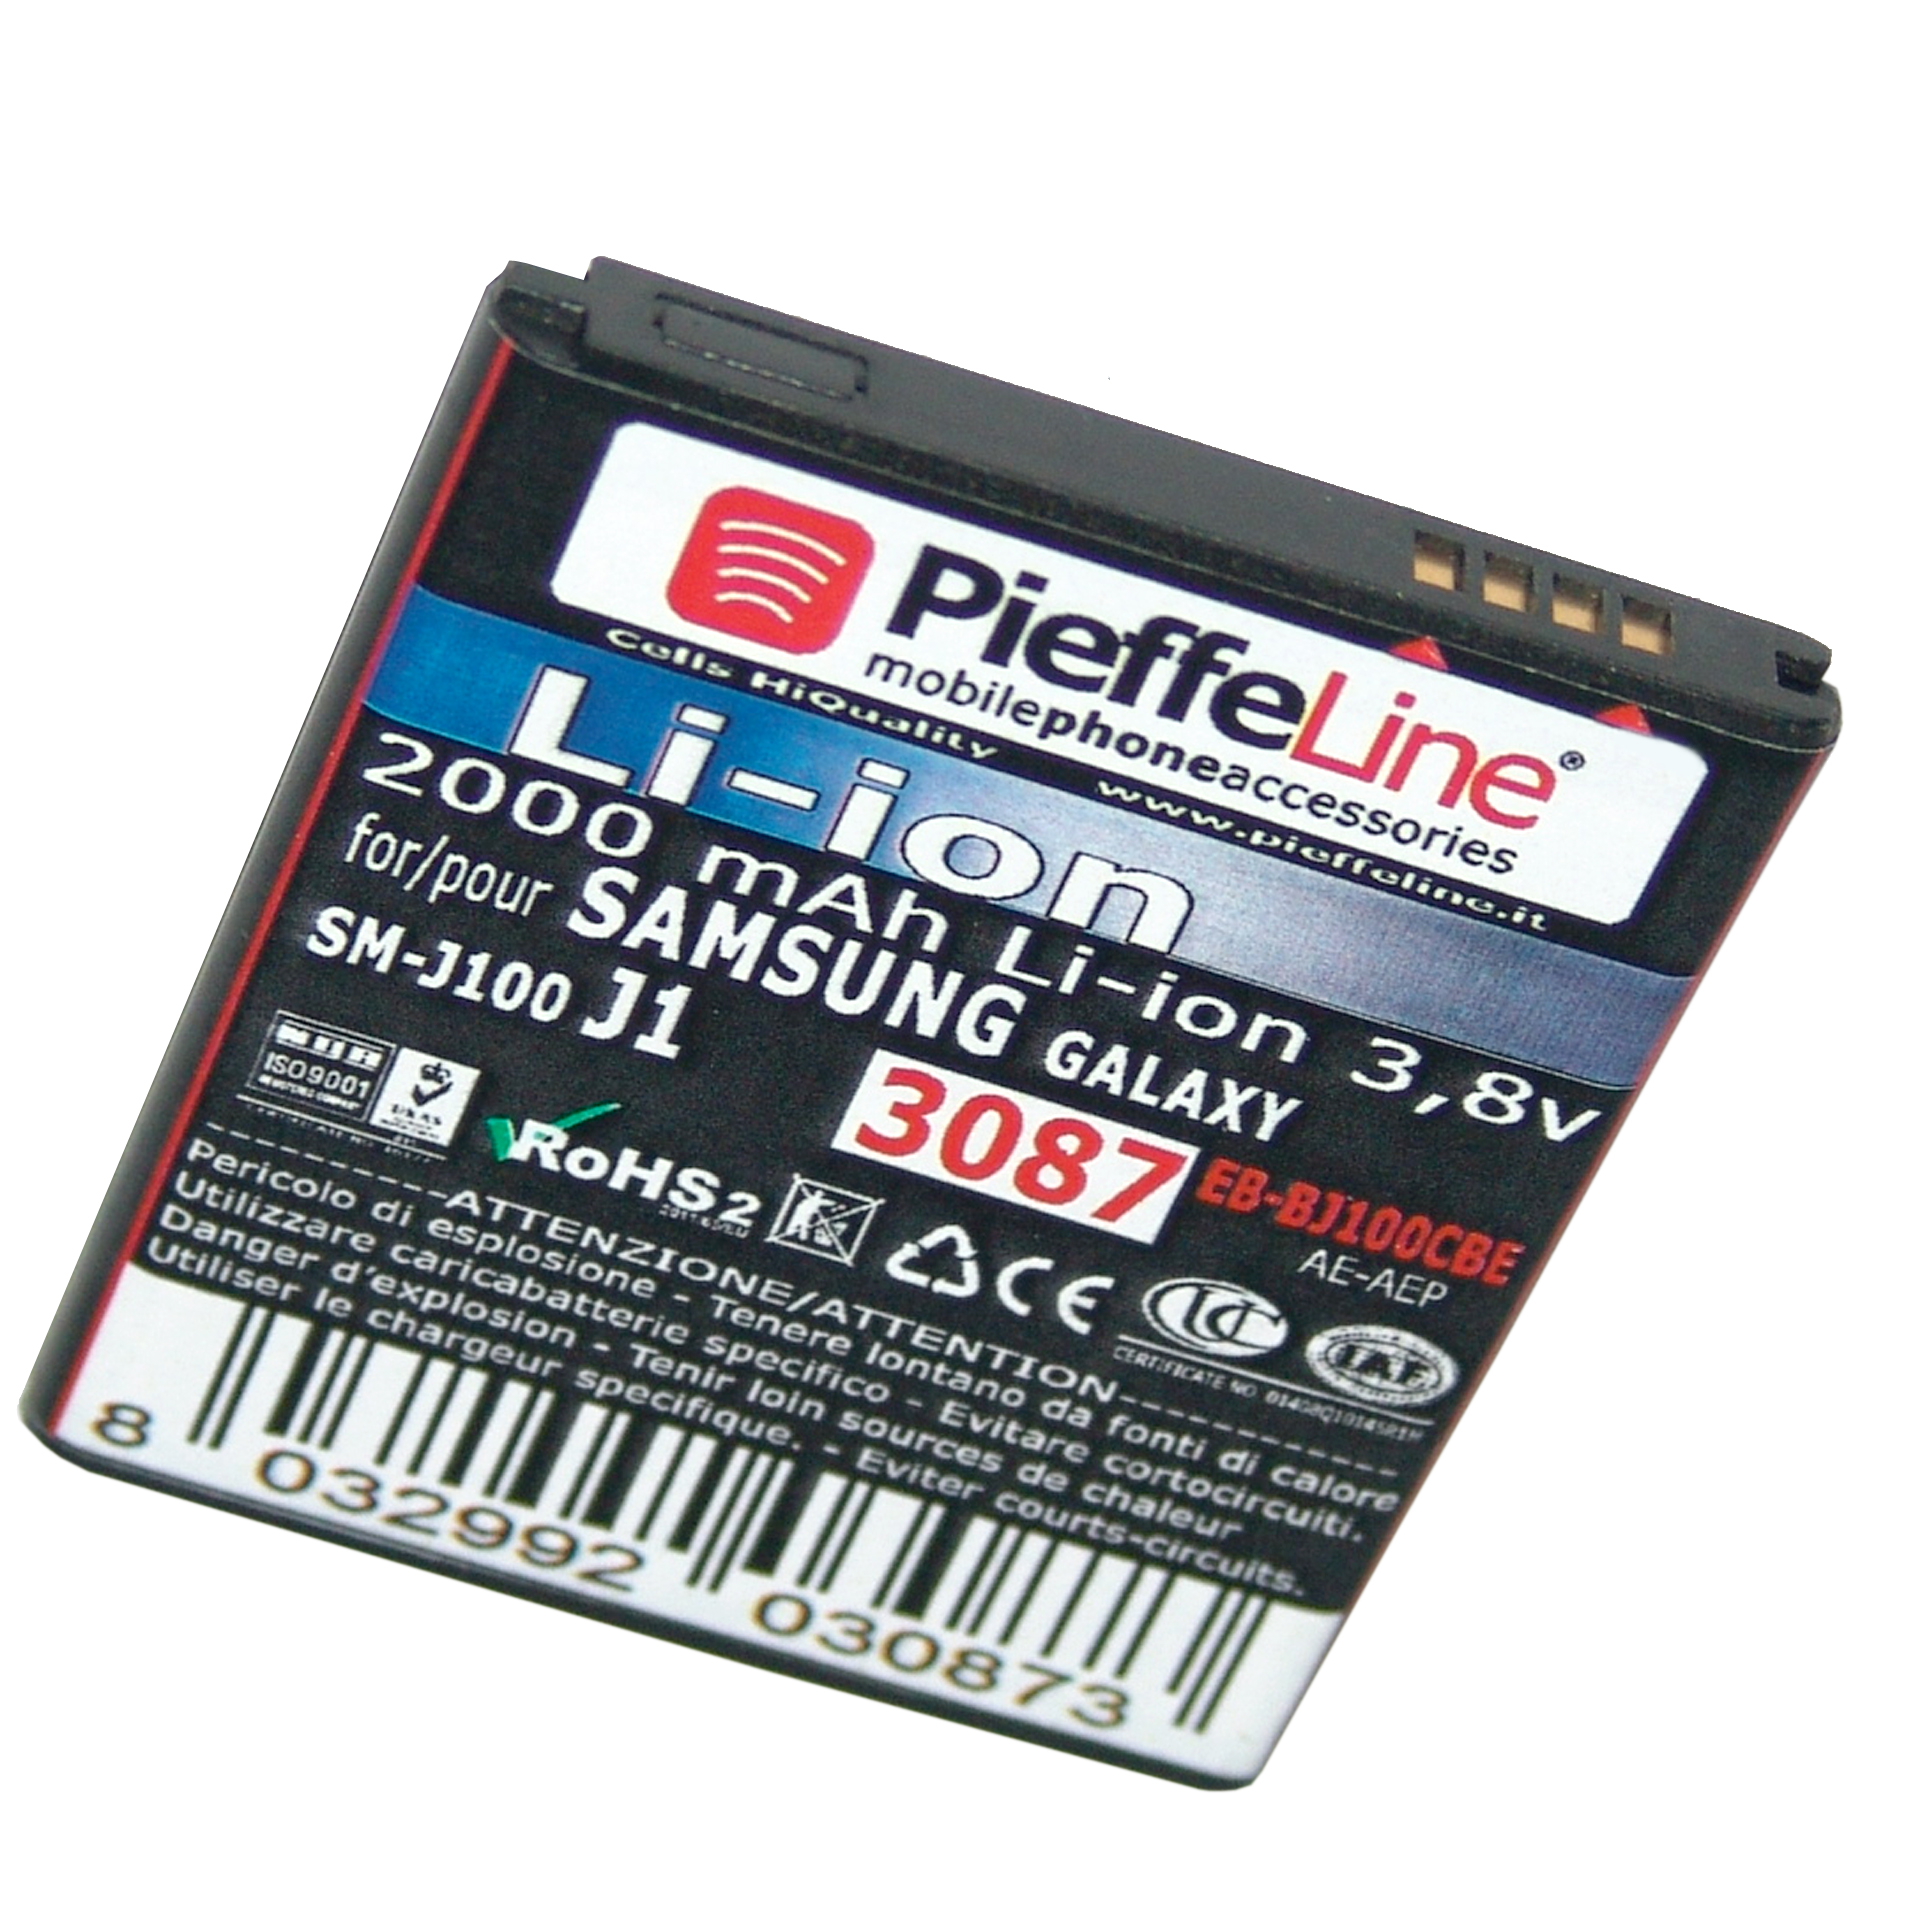 PieffeLine®
mobilephoneaccessories
Cells HiQuality www.pieffeline.it
Li-ion
2000 mAh Li-ion 3,8v
for/pour SAMSUNG GALAXY
SM-J100 J1
3087 EB-BJ100CBE
AE-AEP
ISO9001
UKAS
RoHS2
CE
CERTIFICATE NO.
---------ATTENZIONE/ATTENTION---------
Pericolo di esplosione - Tenere lontano da fonti di calore
Utilizzare caricabatterie specifico - Evitare cortocircuiti.
Danger d'explosion - Tenir loin sources de chaleur
Utiliser le chargeur specifique. - Eviter courts-circuits.
8 032992 030873